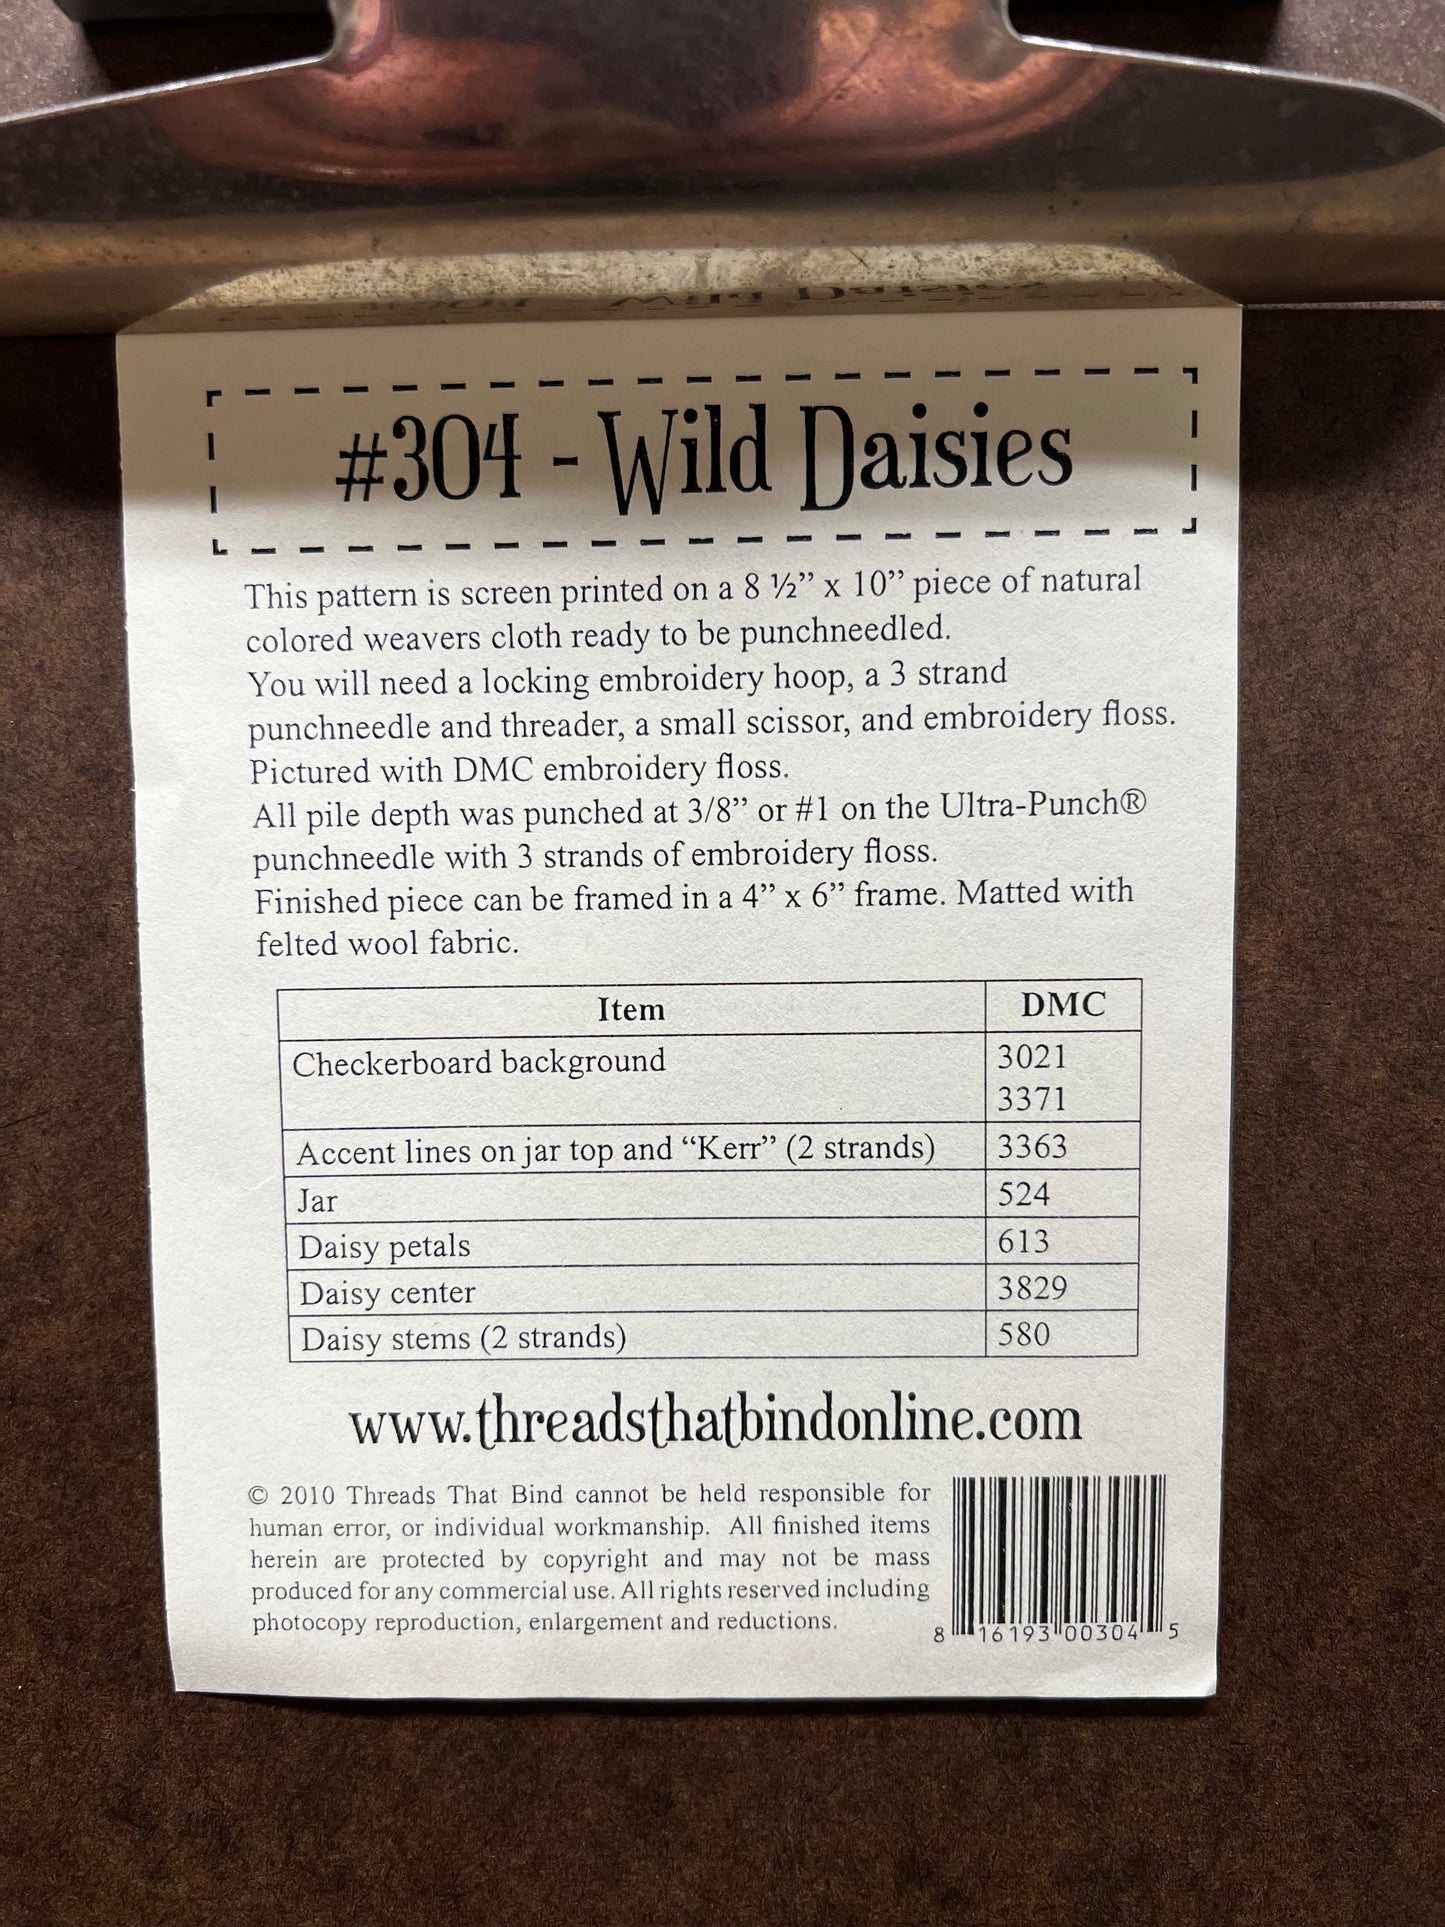 #304 - Wild Daisies
This pattern is screen printed on a 8 ½” x 10” piece of natural
colored weavers cloth ready to be punchneedled.
You will need a locking embroidery hoop, a 3 strand
punchneedle and threader, a small scissor, and embroidery floss.
Pictured with DMC embroidery floss.
All pile depth was punched at 3/8” or #1 on the Ultra-Punch®
punchneedle with 3 strands of embroidery floss.
Finished piece can be framed in a 4” x 6” frame. Matted with
felted wool fabric.
Item DMC
Checkerboard background 3021
3371
Accent lines on jar top and “Kerr” (2 strands) 3363
Jar 524
Daisy petals 613
Daisy center 3829
Daisy stems (2 strands) 580
www.threadsthatbindonline.com
© 2010 Threads That Bind cannot be held responsible for
human error, or individual workmanship. All finished items
herein are protected by copyright and may not be mass
produced for any commercial use. All rights reserved including
photocopy reproduction, enlargement and reductions.
8 16193 00304 5